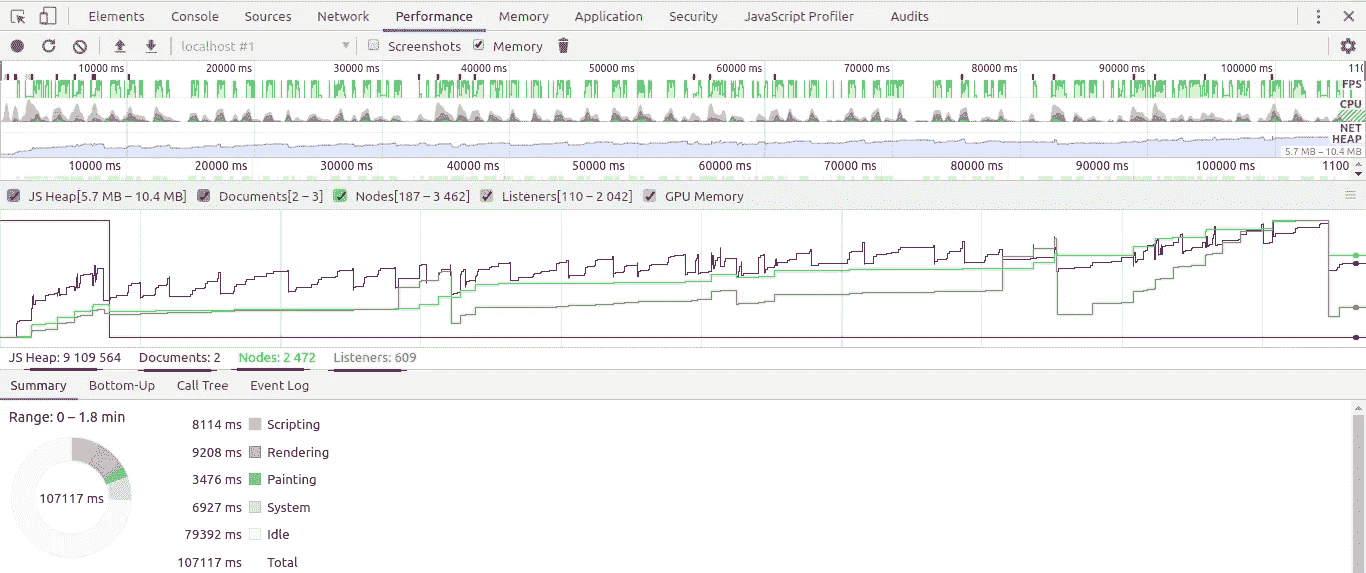 Elements Console Sources Network Performance Memory Application Security JavaScript Profiler Audits
localhost #1 Screenshots Memory
10000 ms 20000 ms 30000 ms 40000 ms 50000 ms 60000 ms 70000 ms 80000 ms 90000 ms 100000 ms 11(
FPS
CPU
NET
HEAP
5.7 MB – 10.4 MB
10000 ms 20000 ms 30000 ms 40000 ms 50000 ms 60000 ms 70000 ms 80000 ms 90000 ms 100000 ms 1100
JS Heap[5.7 MB – 10.4 MB] Documents[2 – 3] Nodes[187 – 3 462] Listeners[110 – 2 042] GPU Memory
JS Heap: 9 109 564 Documents: 2 Nodes: 2 472 Listeners: 609
Summary Bottom-Up Call Tree Event Log
Range: 0 – 1.8 min
8114 ms Scripting
9208 ms Rendering
3476 ms Painting
107117 ms
6927 ms System
79392 ms Idle
107117 ms Total